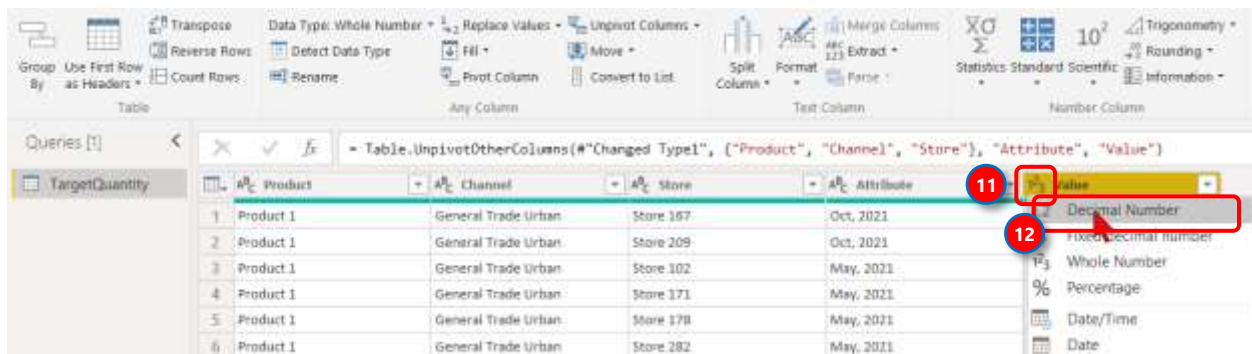 Transpose Data Type: Whole Number Replace Values Unpivot Columns Merge Columns Trigonometry
Reverse Rows Detect Data Type Fill Move Extract Rounding
Group By Use First Row as Headers Count Rows Rename Pivot Column Convert to List Split Column Format Parse Statistics Standard Scientific 10² Information
Table Any Column Text Column Number Column
Queries [1] fx = Table.UnpivotOtherColumns(#"Changed Type1", {"Product", "Channel", "Store"}, "Attribute", "Value")
TargetQuantity Product Channel Store Attribute 11 Value
1 Product 1 General Trade Urban Store 167 Oct, 2021 Decimal Number
2 Product 1 General Trade Urban Store 209 Oct, 2021 12 Fixed decimal number
3 Product 1 General Trade Urban Store 102 May, 2021 Whole Number
4 Product 1 General Trade Urban Store 171 May, 2021 % Percentage
5 Product 1 General Trade Urban Store 178 May, 2021 Date/Time
6 Product 1 General Trade Urban Store 282 May, 2021 Date